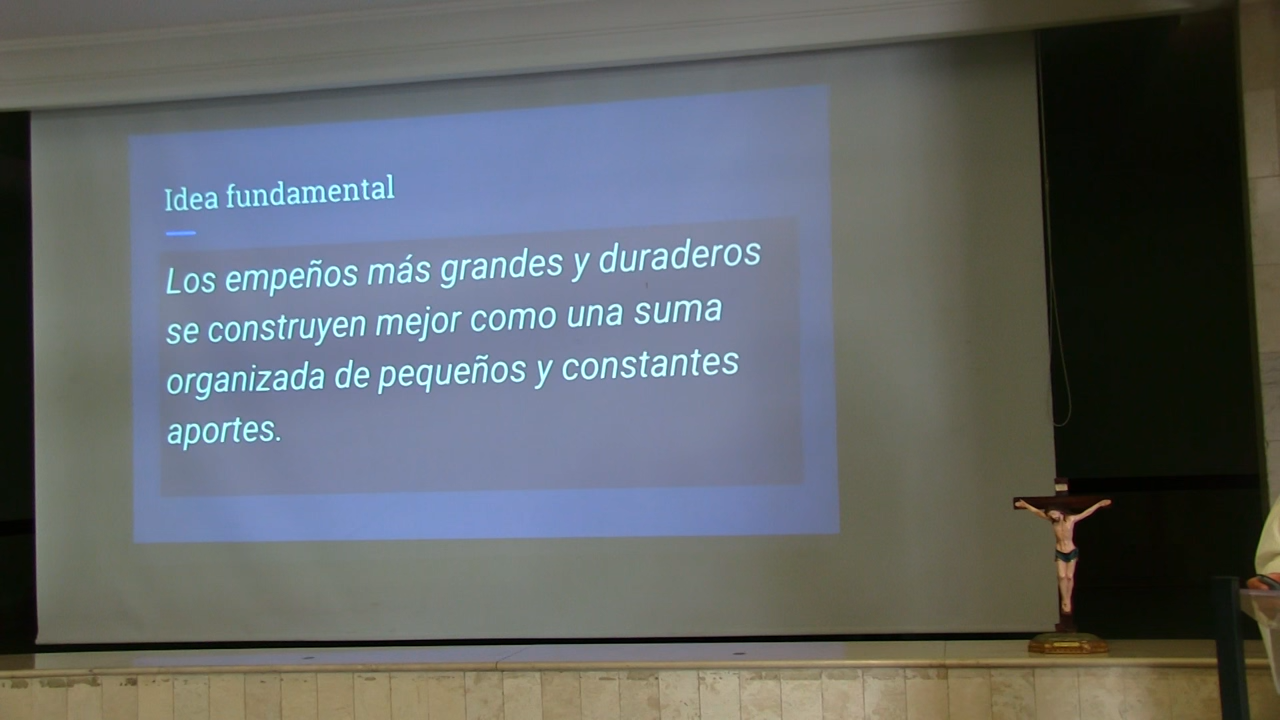 Idea fundamental
Los empeños más grandes y duraderos
se construyen mejor como una suma
organizada de pequeños y constantes
aportes.